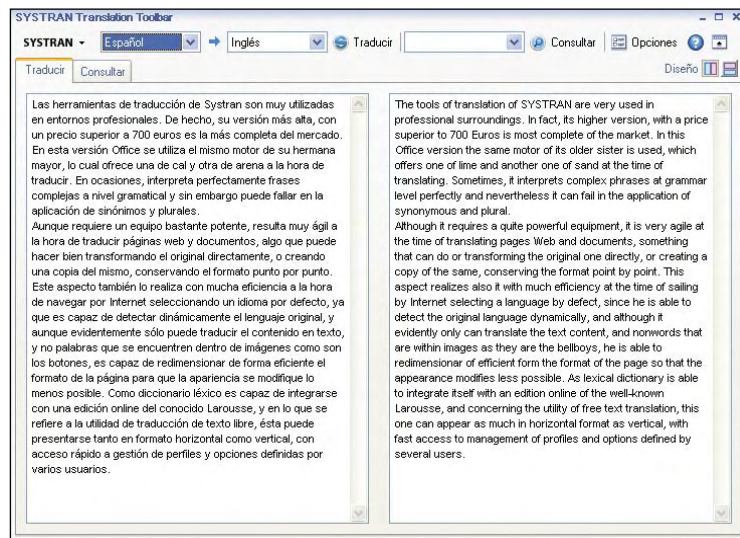 SYSTRAN Translation Toolbar
SYSTRAN Español Inglés Traducir Consultar Opciones
Traducir Consultar Diseño
Las herramientas de traducción de Systran son muy utilizadas
en entornos profesionales. De hecho, su versión más alta, con
un precio superior a 700 euros es la más completa del mercado.
En esta versión Office se utiliza el mismo motor de su hermana
mayor, lo cual ofrece una de cal y otra de arena a la hora de
traducir. En ocasiones, interpreta perfectamente frases
complejas a nivel gramatical y sin embargo puede fallar en la
aplicación de sinónimos y plurales.
Aunque requiere un equipo bastante potente, resulta muy ágil a
la hora de traducir páginas web y documentos, algo que puede
hacer bien transformando el original directamente, o creando
una copia del mismo, conservando el formato punto por punto.
Este aspecto también lo realiza con mucha eficiencia a la hora
de navegar por Internet seleccionando un idioma por defecto, ya
que es capaz de detectar dinámicamente el lenguaje original, y
aunque evidentemente sólo puede traducir el contenido en texto,
y no palabras que se encuentren dentro de imágenes como son
los botones, es capaz de redimensionar de forma eficiente el
formato de la página para que la apariencia se modifique lo
menos posible. Como diccionario léxico es capaz de integrarse
con una edición online del conocido Larousse, y en lo que se
refiere a la utilidad de traducción de texto libre, ésta puede
presentarse tanto en formato horizontal como vertical, con
acceso rápido a gestión de perfiles y opciones definidas por
varios usuarios.
The tools of translation of SYSTRAN are very used in
professional surroundings. In fact, its higher version, with a price
superior to 700 Euros is most complete of the market. In this
Office version the same motor of its older sister is used, which
offers one of lime and another one of sand at the time of
translating. Sometimes, it interprets complex phrases at grammar
level perfectly and nevertheless it can fail in the application of
synonymous and plural.
Although it requires a quite powerful equipment, it is very agile at
the time of translating pages Web and documents, something
that can do or transforming the original one directly, or creating a
copy of the same, conserving the format point by point. This
aspect realizes also it with much efficiency at the time of sailing
by Internet selecting a language by defect, since he is able to
detect the original language dynamically, and although it
evidently only can translate the text content, and nonwords that
are within images as they are the bellboys, he is able to
redimensionar of efficient form the format of the page so that the
appearance modifies less possible. As lexical dictionary is able
to integrate itself with an edition online of the well-known
Larousse, and concerning the utility of free text translation, this
one can appear as much in horizontal format as vertical, with
fast access to management of profiles and options defined by
several users.